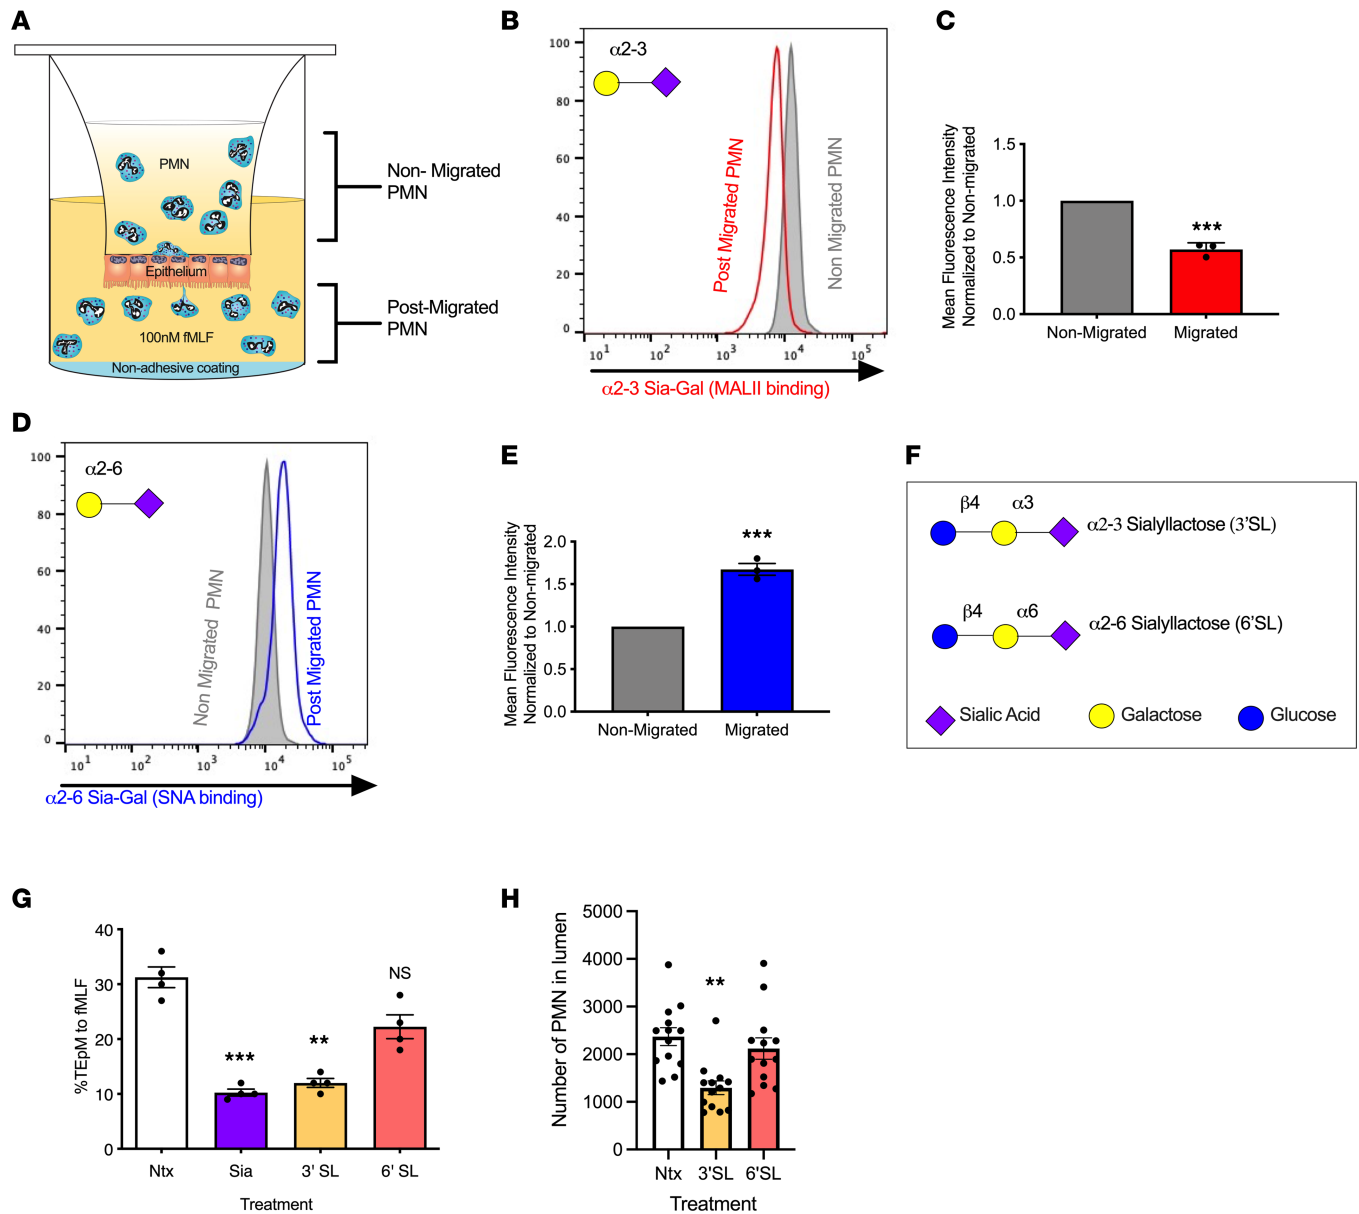 A
PMN
Non- Migrated
PMN
Epithelium
Post-Migrated
PMN
100nM fMLF
Non-adhesive coating
B
α2-3
100
80
60
40
20
0
Post Migrated PMN
Non Migrated PMN
10¹
10²
10³
10⁴
10⁵
α2-3 Sia-Gal (MALII binding)
C
Mean Fluorescence Intensity
Normalized to Non-migrated
1.5
1.0
0.5
0.0
***
Non-Migrated
Migrated
D
α2-6
100
80
60
40
20
0
Non Migrated PMN
Post Migrated PMN
10¹
10²
10³
10⁴
10⁵
α2-6 Sia-Gal (SNA binding)
E
Mean Fluorescence Intensity
Normalized to Non-migrated
2.0
1.5
1.0
0.5
0.0
***
Non-Migrated
Migrated
F
β4
α3
α2-3 Sialyllactose (3'SL)
β4
α6
α2-6 Sialyllactose (6'SL)
Sialic Acid
Galactose
Glucose
G
%TEpM to fMLF
40
30
20
10
0
***
**
NS
Ntx
Sia
3' SL
6' SL
Treatment
H
Number of PMN in lumen
5000
4000
3000
2000
1000
0
**
Ntx
3'SL
6'SL
Treatment